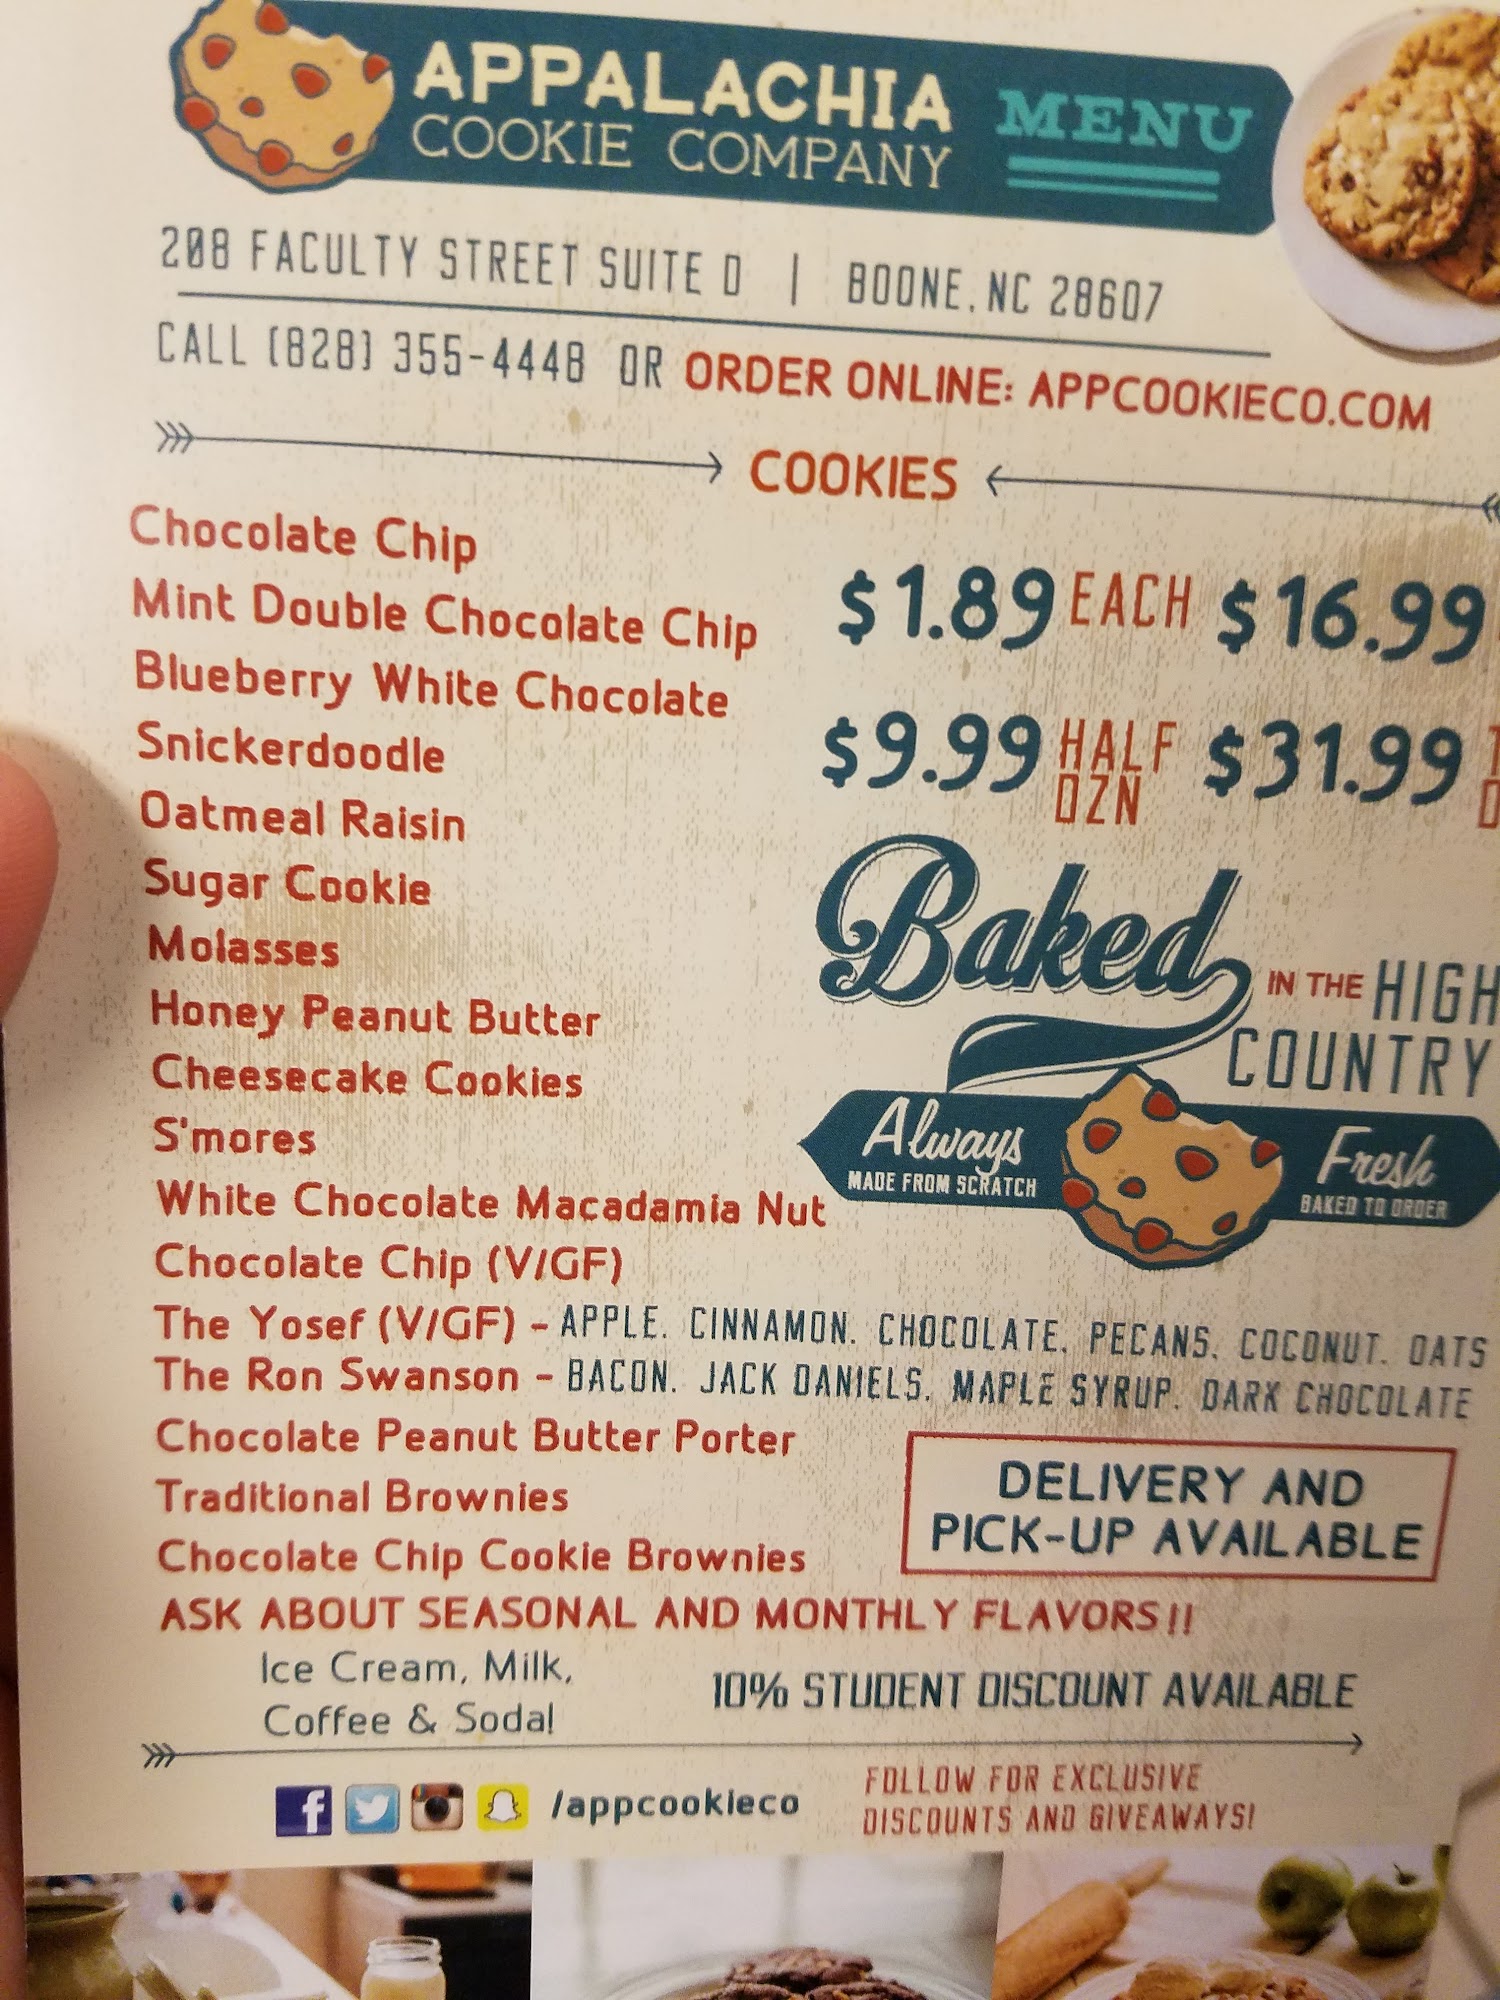 APPALACHIA
COOKIE COMPANY
MENU
208 FACULTY STREET SUITE D | BOONE, NC 28607
CALL (828) 355-4448 OR ORDER ONLINE: APPCOOKIECO.COM
COOKIES
Chocolate Chip
Mint Double Chocolate Chip
Blueberry White Chocolate
Snickerdoodle
Oatmeal Raisin
Sugar Cookie
Molasses
Honey Peanut Butter
Cheesecake Cookies
S'mores
White Chocolate Macadamia Nut
Chocolate Chip (V/GF)
The Yosef (V/GF) - APPLE, CINNAMON, CHOCOLATE, PECANS, COCONUT, OATS
The Ron Swanson - BACON, JACK DANIELS, MAPLE SYRUP, DARK CHOCOLATE
Chocolate Peanut Butter Porter
Traditional Brownies
Chocolate Chip Cookie Brownies
$1.89 EACH $16.99
$9.99 HALF DZN $31.99
Baked
IN THE HIGH
COUNTRY
Always
MADE FROM SCRATCH
Fresh
BAKED TO ORDER
DELIVERY AND
PICK-UP AVAILABLE
ASK ABOUT SEASONAL AND MONTHLY FLAVORS!!
Ice Cream, Milk,
Coffee & Soda!
10% STUDENT DISCOUNT AVAILABLE
/appcookieco
FOLLOW FOR EXCLUSIVE
DISCOUNTS AND GIVEAWAYS!